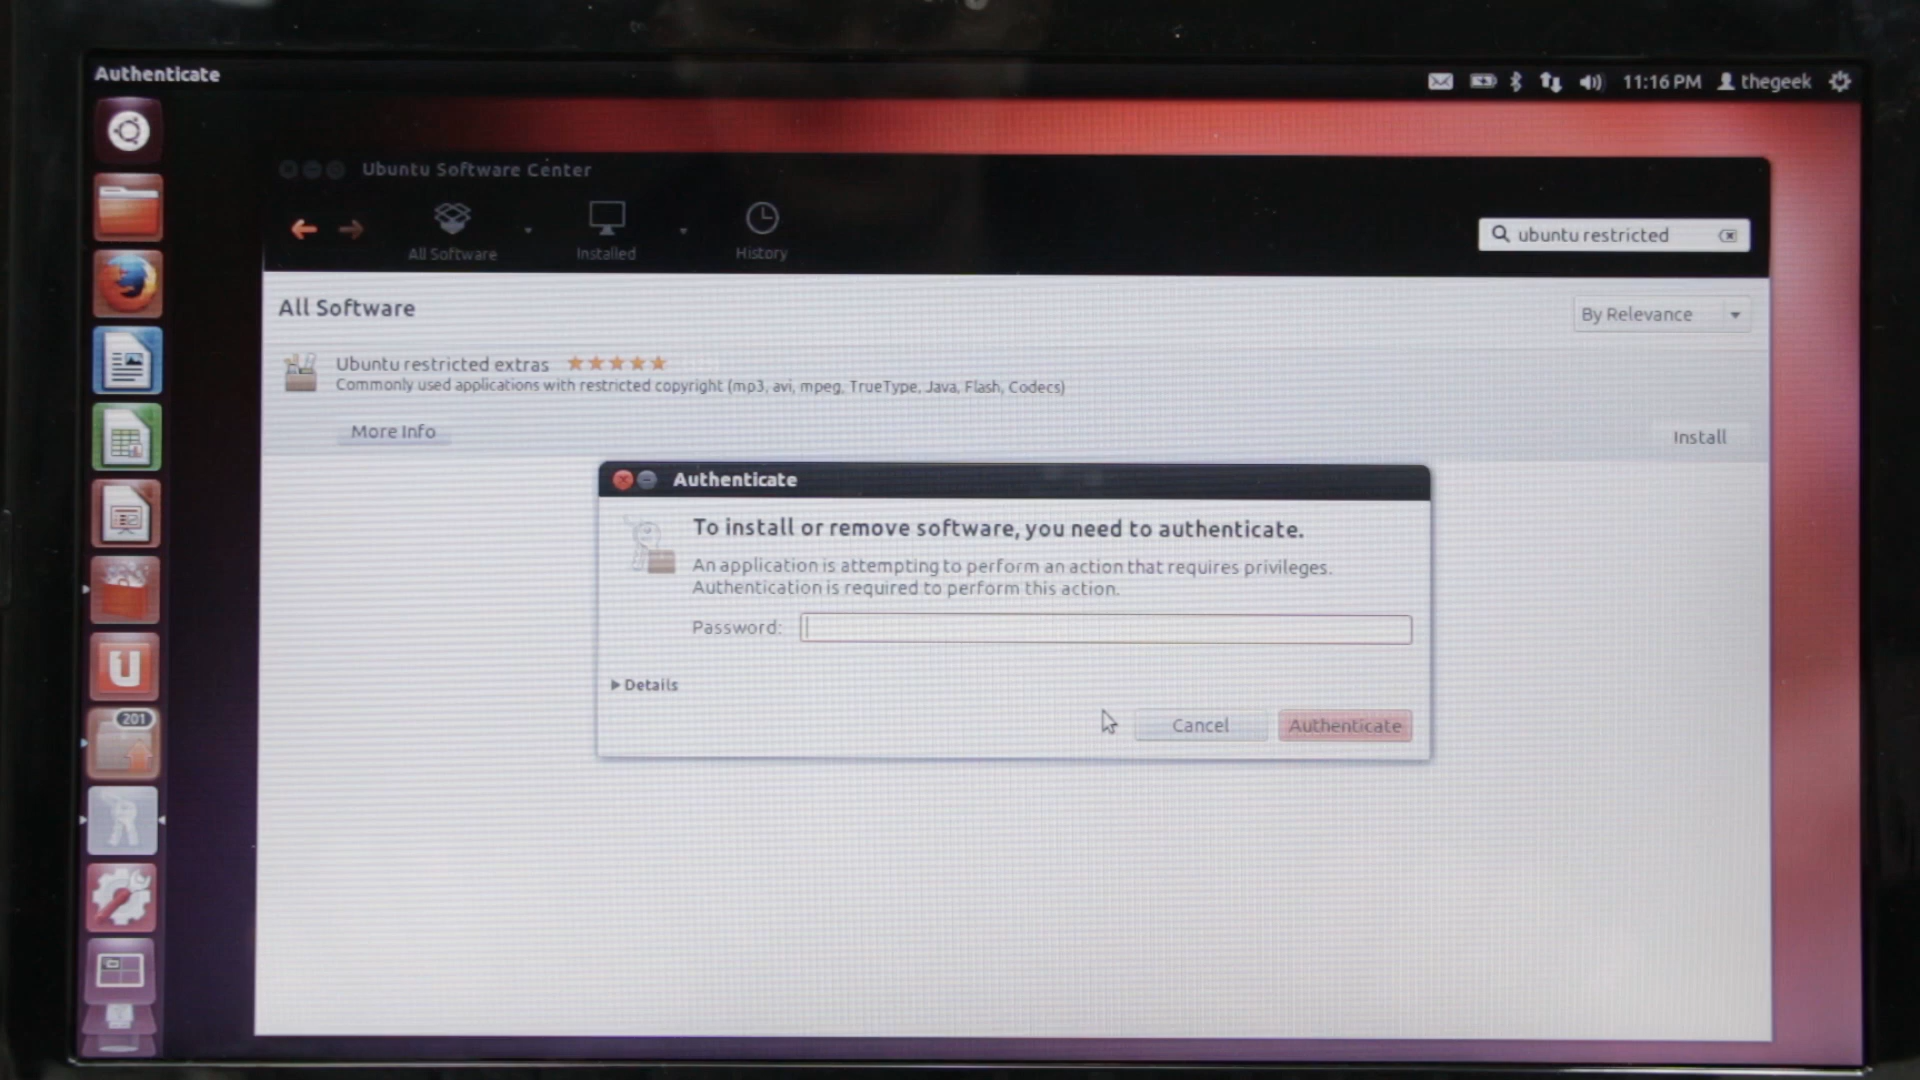 Authenticate
11:16 PM thegeek
Ubuntu Software Center
All Software
Installed
History
ubuntu restricted
All Software
By Relevance
Ubuntu restricted extras
Commonly used applications with restricted copyright (mp3, avi, mpeg, TrueType, Java, Flash, Codecs)
More Info
Install
Authenticate
To install or remove software, you need to authenticate.
An application is attempting to perform an action that requires privileges.
Authentication is required to perform this action.
Password:
Details
Cancel
Authenticate
U
201